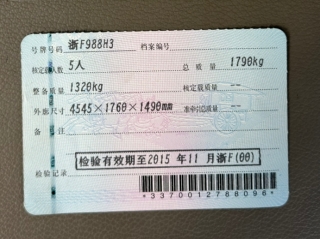 号牌号码 浙F988H3 档案编号
核定载人数 5人 总质量 1790kg
整备质量 1320kg 核定载质量 --
外廓尺寸 4545×1760×1490mm 准牵引总质量 --
备注
检验有效期至2015 年11 月浙F(00)
检验记录
*3370012768096*